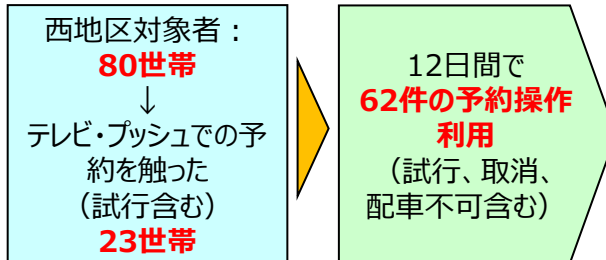 西地区対象者：
80世帯
↓
テレビ・プッシュでの予
約を触った
（試行含む）
23世帯
12日間で
62件の予約操作
利用
（試行、取消、
配車不可含む）